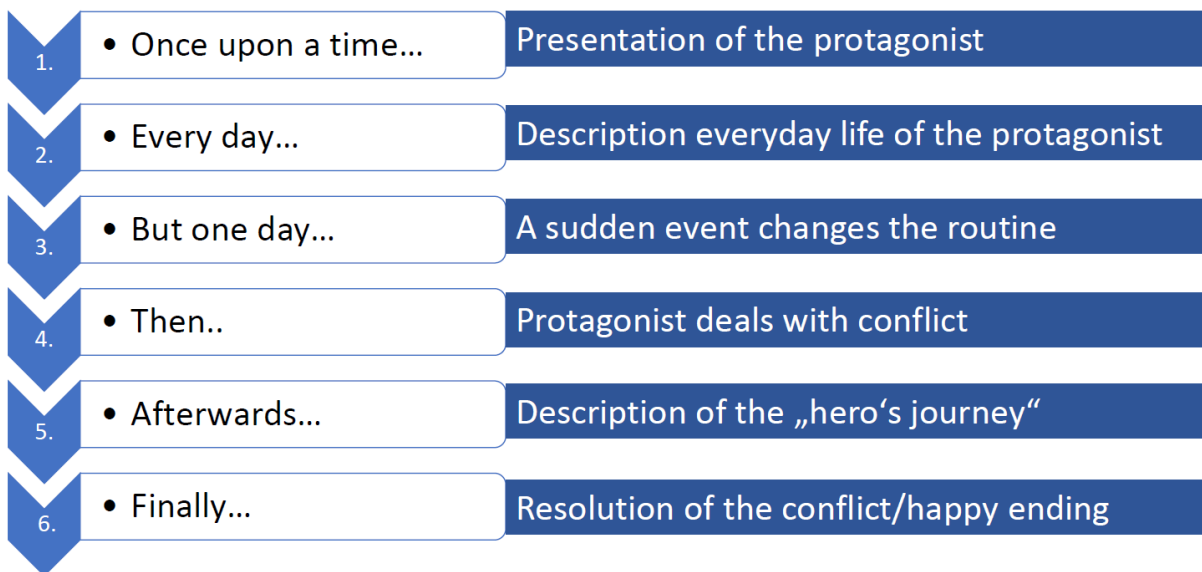 1. • Once upon a time... Presentation of the protagonist
2. • Every day... Description everyday life of the protagonist
3. • But one day... A sudden event changes the routine
4. • Then.. Protagonist deals with conflict
5. • Afterwards... Description of the „hero‘s journey“
6. • Finally... Resolution of the conflict/happy ending